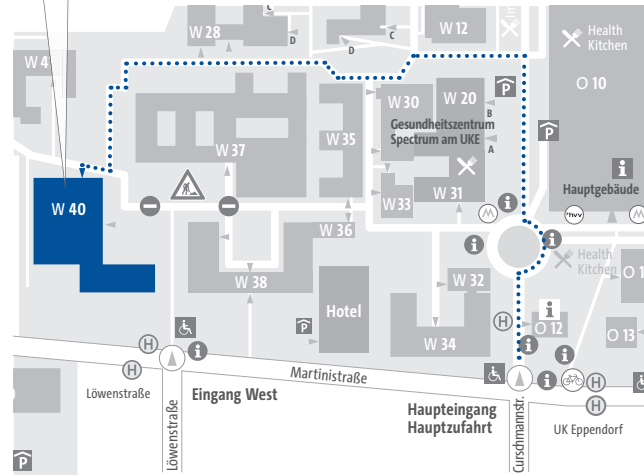 C
W 28
D
C
D
W 12
Health
Kitchen
W 4
O 10
W 30
W 20
P
B
Gesundheitszentrum
Spectrum am UKE
A
P
W 35
W 37
i
Hauptgebäude
W 31
W 33
W 40
i
hvv
W 36
i
i
Health
Kitchen
W 38
W 32
O 1
Hotel
i
P
H
O 12
O 13
W 34
i
H
i
Martinistraße
i
H
i
H
Löwenstraße
Eingang West
Haupteingang
Hauptzufahrt
H
UK Eppendorf
Löwenstraße
Curschmannstr.
P